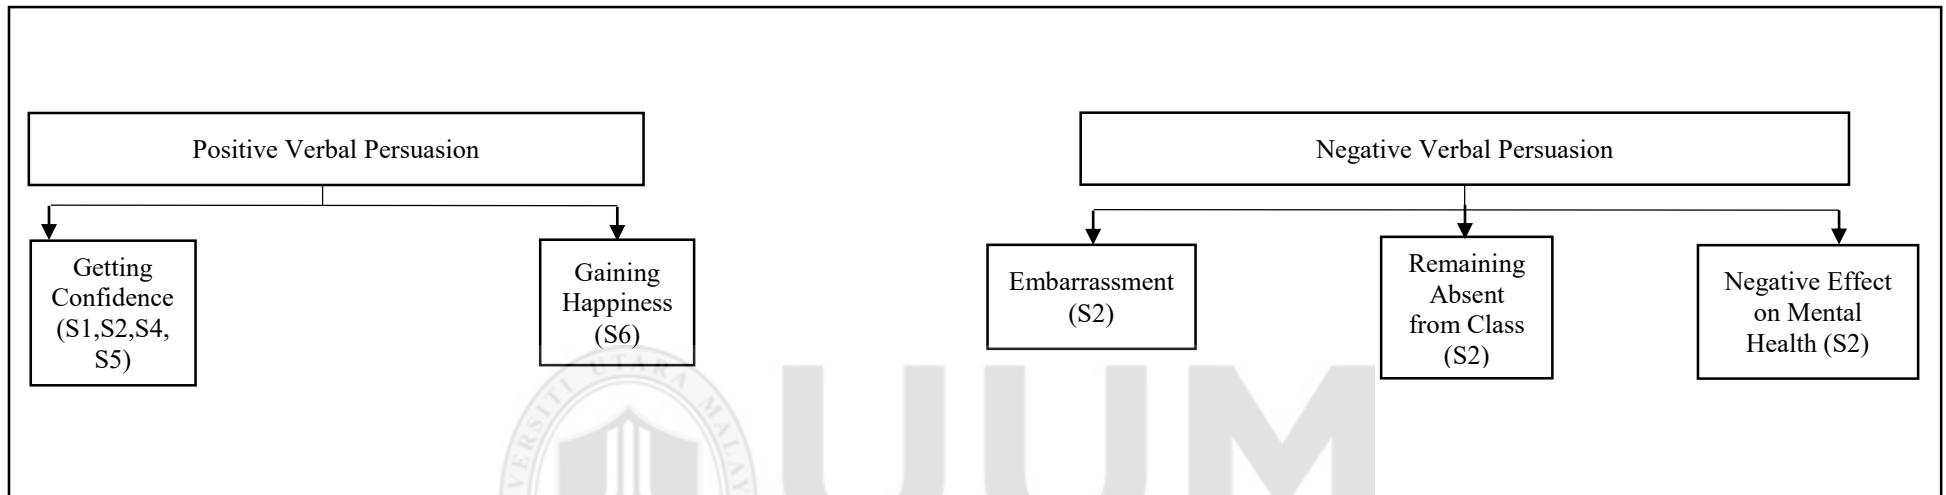 Positive Verbal Persuasion
Negative Verbal Persuasion
Getting
Confidence
(S1,S2,S4,
S5)
Gaining
Happiness
(S6)
Embarrassment
(S2)
Remaining
Absent
from Class
(S2)
Negative Effect
on Mental
Health (S2)
UTARA
UUM